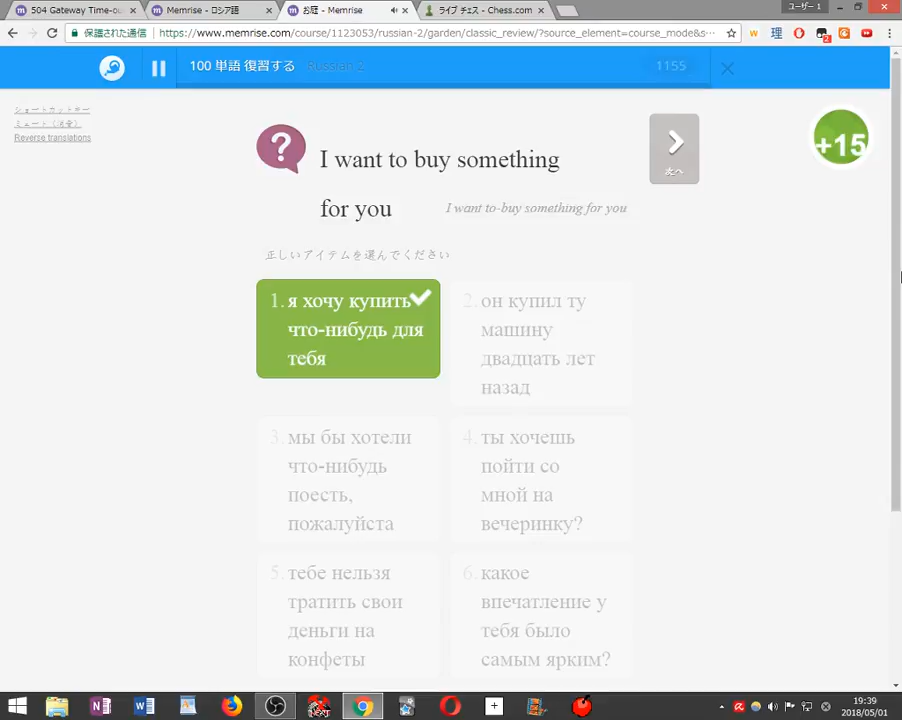 504 Gateway Time-ou
Memrise - ロシア語
お庭 - Memrise
ライブ チェス - Chess.com
ユーザー 1
保護された通信
https://www.memrise.com/course/1123053/russian-2/garden/classic_review/?source_element=course_mode&s...
100 単語 復習する
Russian 2
1155
ショートカットキー
Reverse translations
I want to buy something
for you
I want to-buy something for you
次へ
+15
正しいアイテムを選んでください
1. я хочу купить
что-нибудь для
тебя
2. он купил ту
машину
двадцать лет
назад
3. мы бы хотели
что-нибудь
поесть,
пожалуйста
4. ты хочешь
пойти со
мной на
вечеринку?
5. тебе нельзя
тратить свои
деньги на
конфеты
6. какое
впечатление у
тебя было
самым ярким?
19:39
2018/05/01